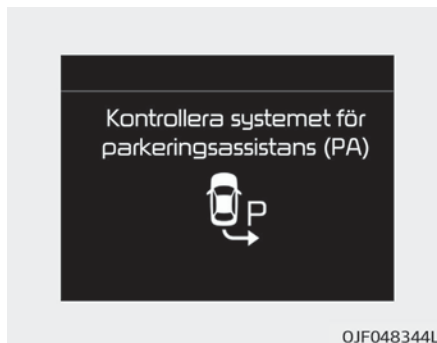 Kontrollera systemet för
parkeringsassistans (PA)
P
OJF048344L